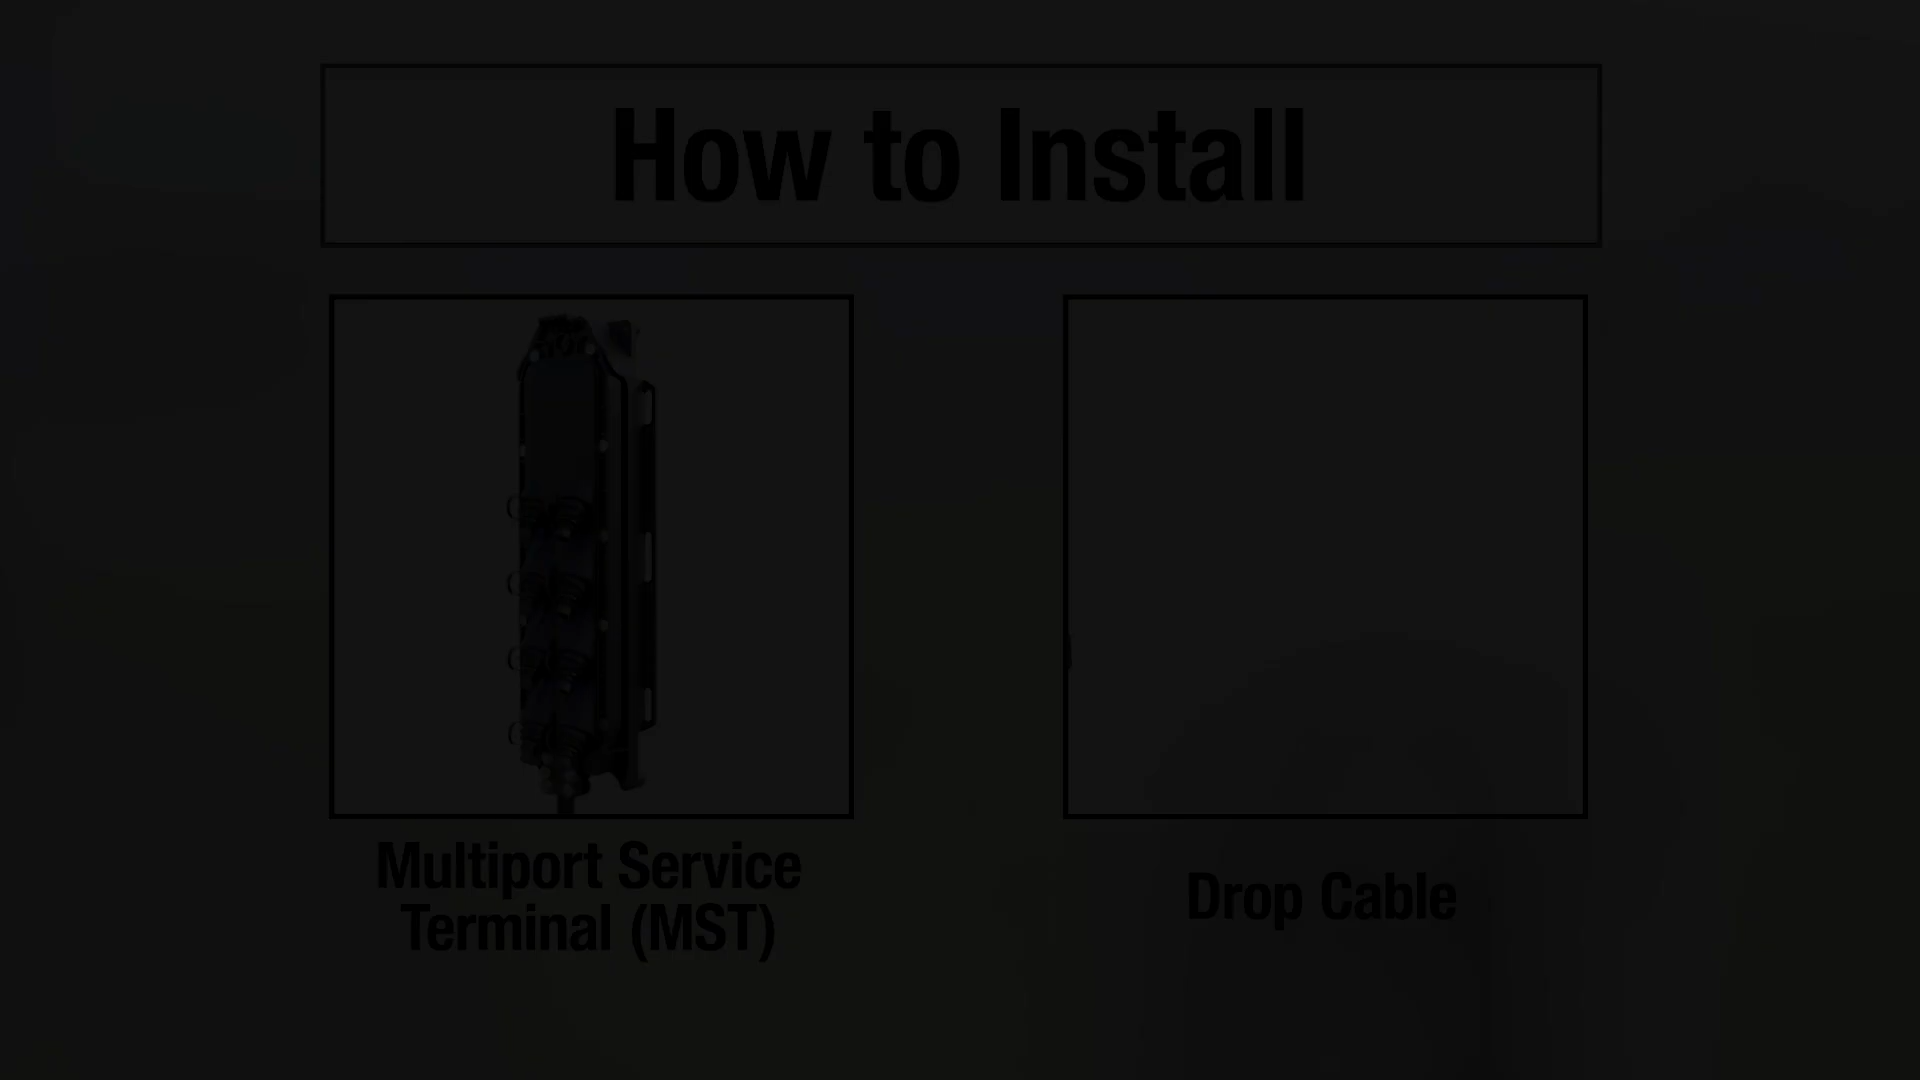 How to Install
Multiport Service
Terminal (MST)
Drop Cable